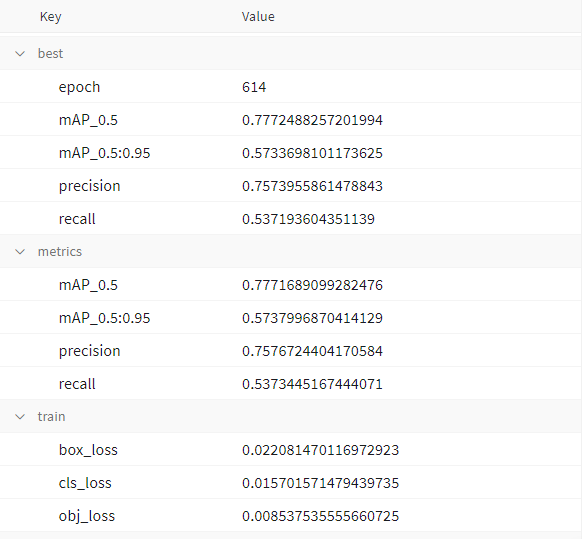 Key Value
best
epoch 614
mAP_0.5 0.7772488257201994
mAP_0.5:0.95 0.5733698101173625
precision 0.7573955861478843
recall 0.537193604351139
metrics
mAP_0.5 0.7771689099282476
mAP_0.5:0.95 0.5737996870414129
precision 0.7576724404170584
recall 0.5373445167444071
train
box_loss 0.022081470116972923
cls_loss 0.015701571479439735
obj_loss 0.008537535555660725